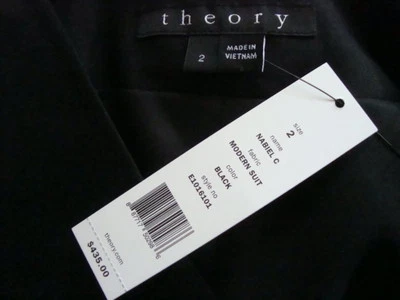 theory
2
MADE IN
VIETNAM
size
2
name
NABIEL C
fabric
MODERN SUIT
color
BLACK
style no
E1016101
theory.com
$435.00